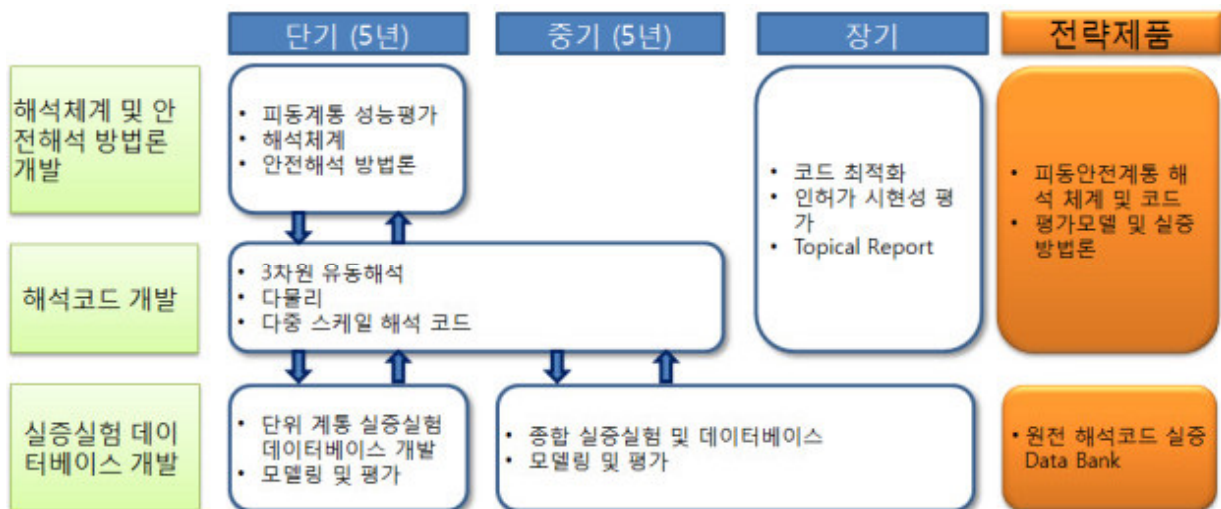 단기 (5년)
중기 (5년)
장기
전략제품
해석체계 및 안
전해석 방법론
개발
• 피동계통 성능평가
• 해석체계
• 안전해석 방법론
• 코드 최적화
• 인허가 시현성 평
가
• Topical Report
• 피동안전계통 해
석 체계 및 코드
• 평가모델 및 실증
방법론
해석코드 개발
• 3차원 유동해석
• 다물리
• 다중 스케일 해석 코드
실증실험 데이
터베이스 개발
• 단위 계통 실증실험
데이터베이스 개발
• 모델링 및 평가
• 종합 실증실험 및 데이터베이스
• 모델링 및 평가
• 원전 해석코드 실증
Data Bank